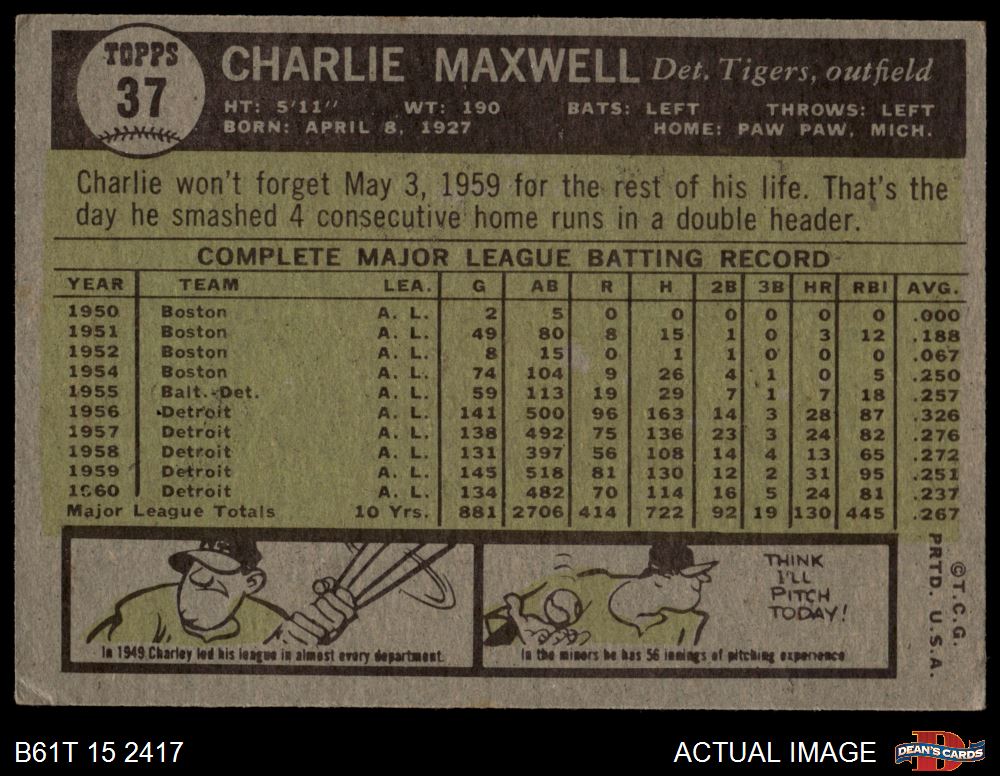 TOPPS
37
CHARLIE MAXWELL Det. Tigers, outfield
HT: 5'11" WT: 190 BATS: LEFT THROWS: LEFT
BORN: APRIL 8, 1927 HOME: PAW PAW, MICH.
Charlie won't forget May 3, 1959 for the rest of his life. That's the
day he smashed 4 consecutive home runs in a double header.
COMPLETE MAJOR LEAGUE BATTING RECORD
YEAR TEAM LEA. G AB R H 2B 3B HR RBI AVG.
1950 Boston A. L. 2 5 0 0 0 0 0 0 .000
1951 Boston A. L. 49 80 8 15 1 0 3 12 .188
1952 Boston A. L. 8 15 0 1 1 0 0 0 .067
1954 Boston A. L. 74 104 9 26 4 1 0 5 .250
1955 Balt.-Det. A. L. 59 113 19 29 7 1 7 18 .257
1956 Detroit A. L. 141 500 96 163 14 3 28 87 .326
1957 Detroit A. L. 138 492 75 136 23 3 24 82 .276
1958 Detroit A. L. 131 397 56 108 14 4 13 65 .272
1959 Detroit A. L. 145 518 81 130 12 2 31 95 .251
1960 Detroit A. L. 134 482 70 114 16 5 24 81 .237
Major League Totals 10 Yrs. 881 2706 414 722 92 19 130 445 .267
In 1949 Charley led his league in almost every department.
THINK
I'LL
PITCH
TODAY!
In the minors he has 56 innings of pitching experience
©T.C.G.
PRTD. U.S.A.
B61T 15 2417
ACTUAL IMAGE
DEAN'S CARDS